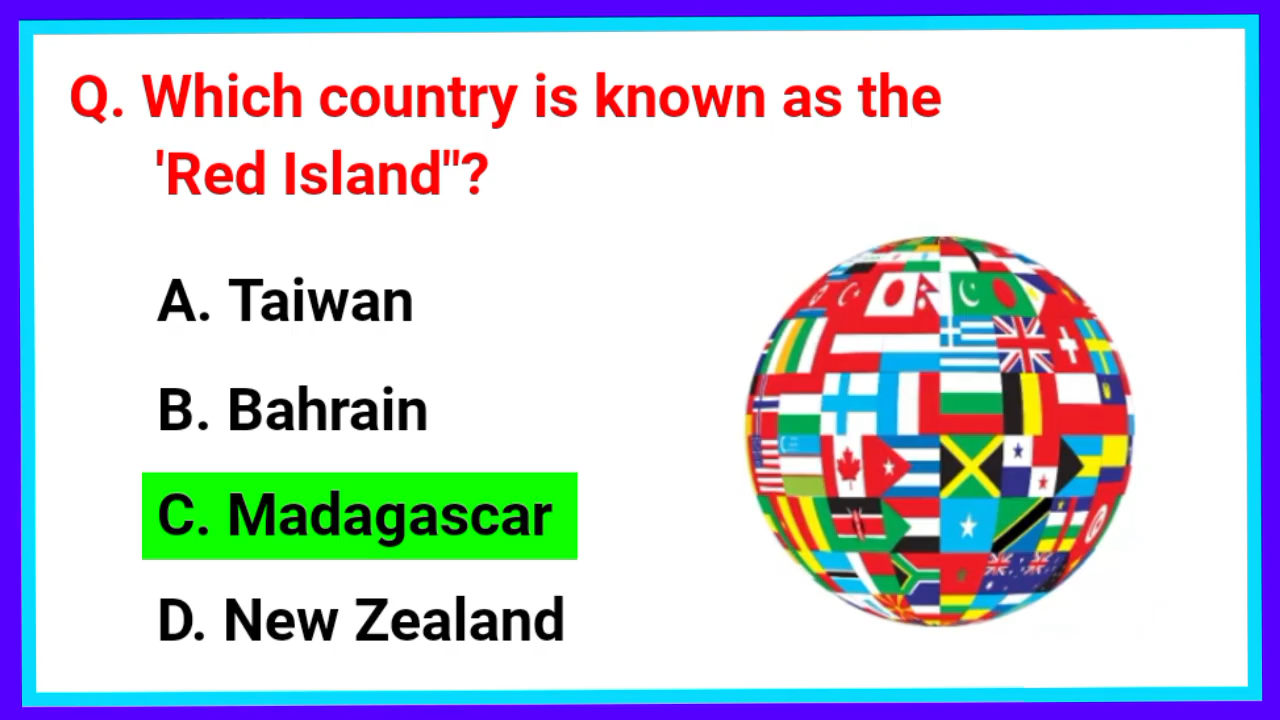 Q. Which country is known as the
'Red Island"?
A. Taiwan
B. Bahrain
C. Madagascar
D. New Zealand